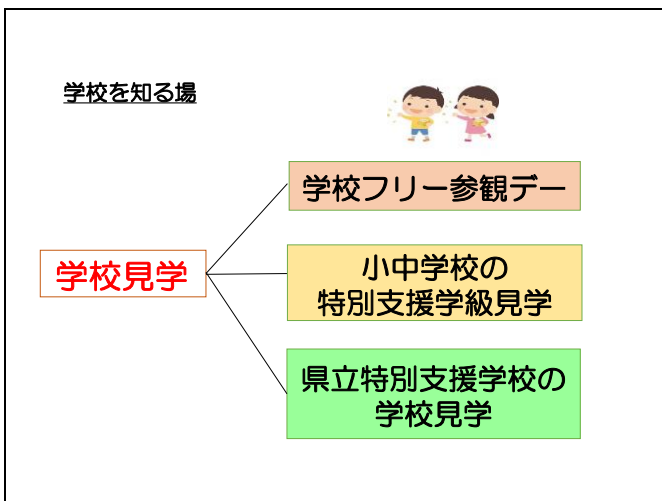 学校を知る場
学校フリー参観デー
学校見学
小中学校の
特別支援学級見学
県立特別支援学校の
学校見学